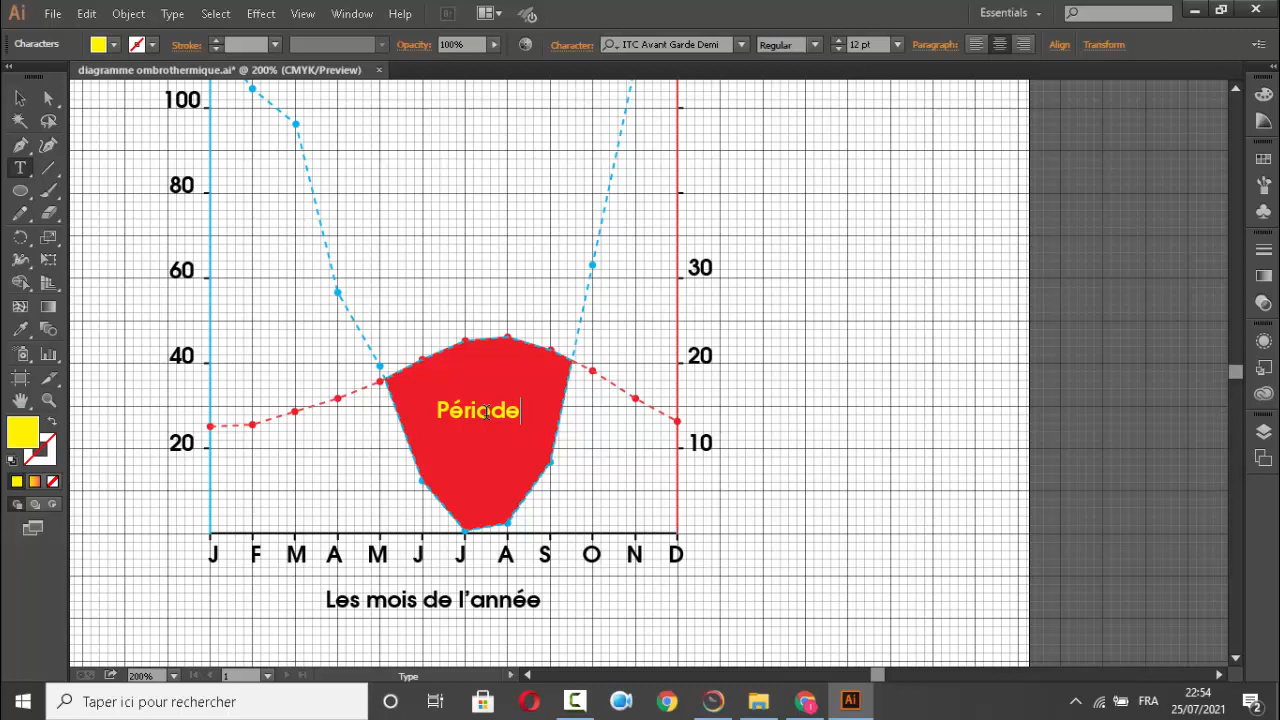 Ai File Edit Object Type Select Effect View Window Help Br Essentials
Characters Stroke: Opacity: 100% Character: ITC Avant Garde Demi Regular 12 pt Paragraph: Align Transform
diagramme ombrothermique.ai* @ 200% (CMYK/Preview) ×
100
80
60 30
40 20
Période
20 10
J F M A M J J A S O N D
Les mois de l'année
200% 1 Type
Taper ici pour rechercher
Ai
FRA
22:54
25/07/2021
2